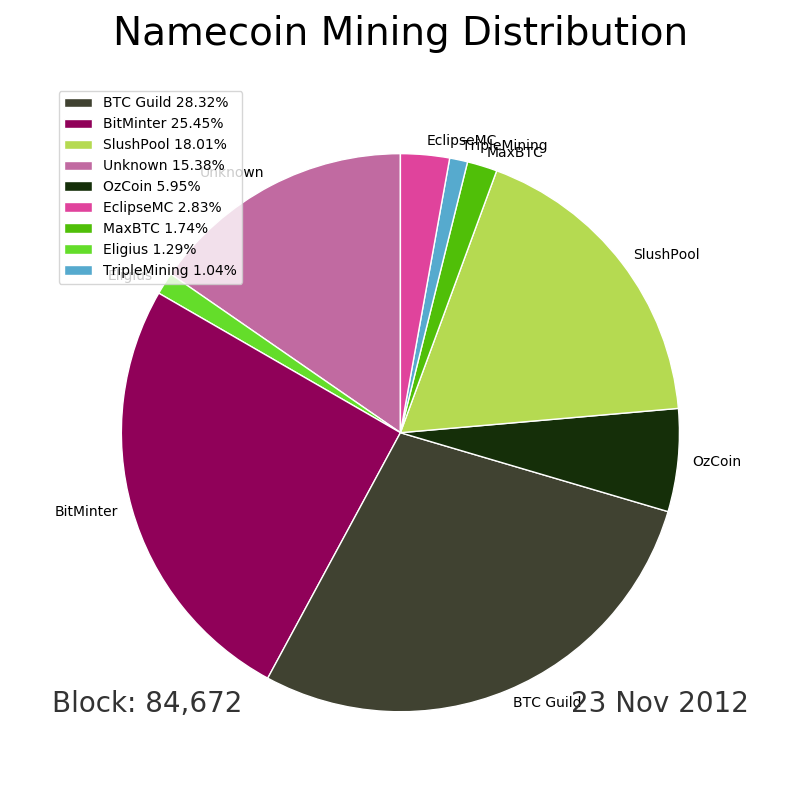 Namecoin Mining Distribution
BTC Guild 28.32%
BitMinter 25.45%
SlushPool 18.01%
Unknown 15.38%
OzCoin 5.95%
EclipseMC 2.83%
MaxBTC 1.74%
Eligius 1.29%
TripleMining 1.04%
EclipseMC
TripleMining
MaxBTC
Unknown
SlushPool
Eligius
OzCoin
BitMinter
BTC Guild
Block: 84,672
23 Nov 2012